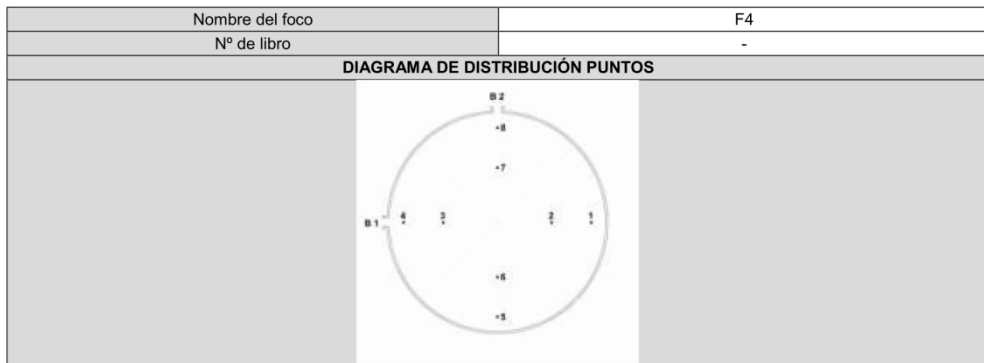 Nombre del foco F4
Nº de libro -
DIAGRAMA DE DISTRIBUCIÓN PUNTOS
B 2
8
7
B 1 4 3 2 1
6
5